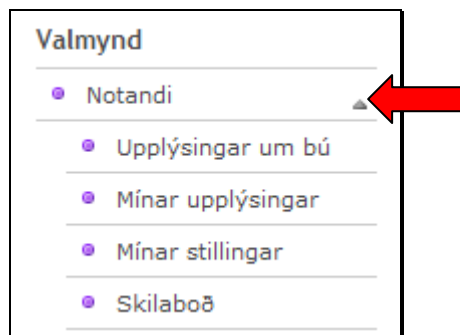 Valmynd
Notandi
Upplýsingar um bú
Mínar upplýsingar
Mínar stillingar
Skilaboð